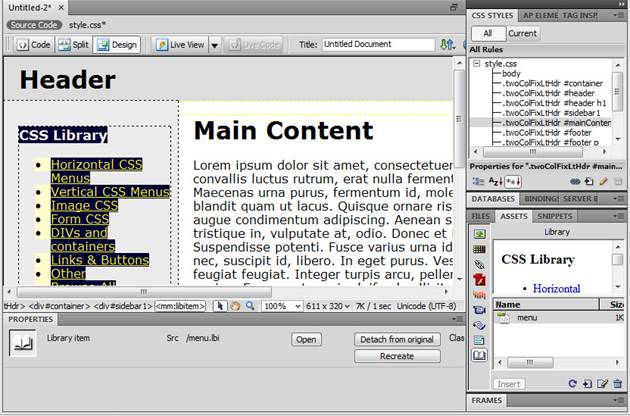 Untitled-2* ×
Source Code style.css*
Code Split Design Live View Live Code Title: Untitled Document
Header
CSS Library
Horizontal CSS
Menus
Vertical CSS Menus
Image CSS
Form CSS
DIVs and
containers
Links & Buttons
Other
Browse All
Main Content
Lorem ipsum dolor sit amet, consectetuer
convallis luctus rutrum, erat nulla ferment
Maecenas urna purus, fermentum id, mole
blandit quam ut lacus. Quisque ornare ris
augue condimentum adipiscing. Aenean s
tristique in, vulputate at, odio. Donec et i
Suspendisse potenti. Fusce varius urna id
nec, suscipit id, libero. In eget purus. Ves
feugiat feugiat. Integer turpis arcu, peller
tHdr> <div#container> <div#sidebar1> <mm:libitem> 100% 611 x 320 7K / 1 sec Unicode (UTF-8)
PROPERTIES
Library item Src /menu.lbi Open Detach from original Clas
Recreate
CSS STYLES AP ELEME TAG INSP
All Current
All Rules
style.css
body
.twoColFixLtHdr #container
.twoColFixLtHdr #header
.twoColFixLtHdr #header h1
.twoColFixLtHdr #sidebar1
.twoColFixLtHdr #mainConten
.twoColFixLtHdr #footer
.twoColFixLtHdr #footer p
Properties for ".twoColFixLtHdr #main...
DATABASES BINDINGS SERVER B
FILES ASSETS SNIPPETS
Library
CSS Library
Horizontal
Name Size
menu 1K
Insert
FRAMES